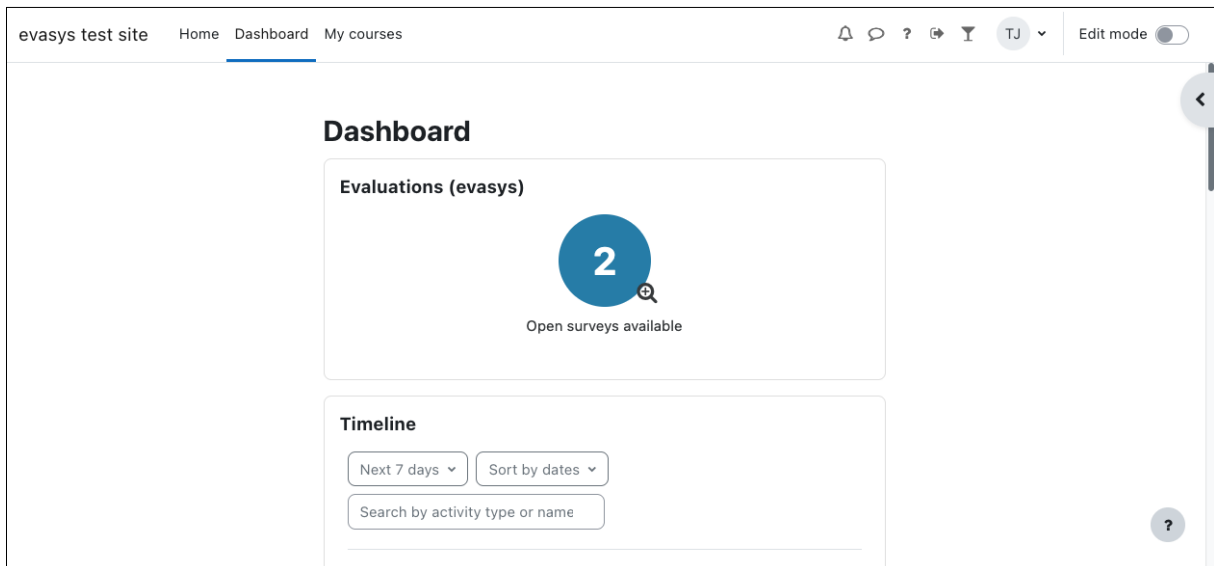 evasys test site Home Dashboard My courses ? TJ Edit mode
Dashboard
Evaluations (evasys)
2
Open surveys available
Timeline
Next 7 days Sort by dates
Search by activity type or name
?